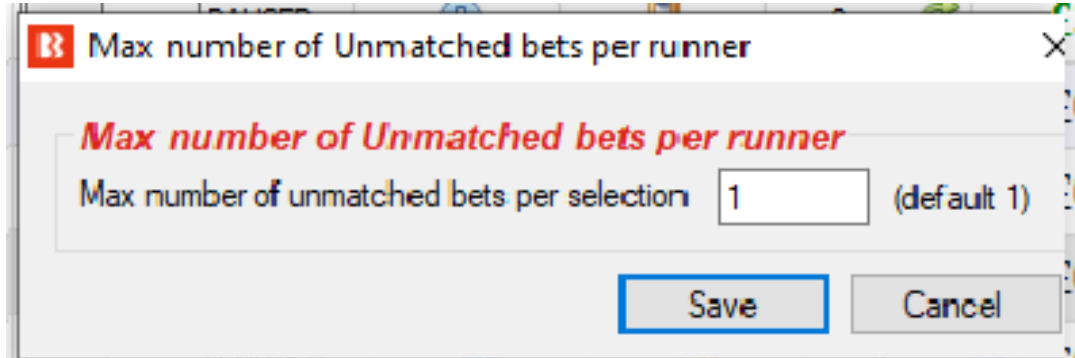 Max number of Unmatched bets per runner
Max number of Unmatched bets per runner
Max number of unmatched bets per selection 1 (default 1)
Save Cancel